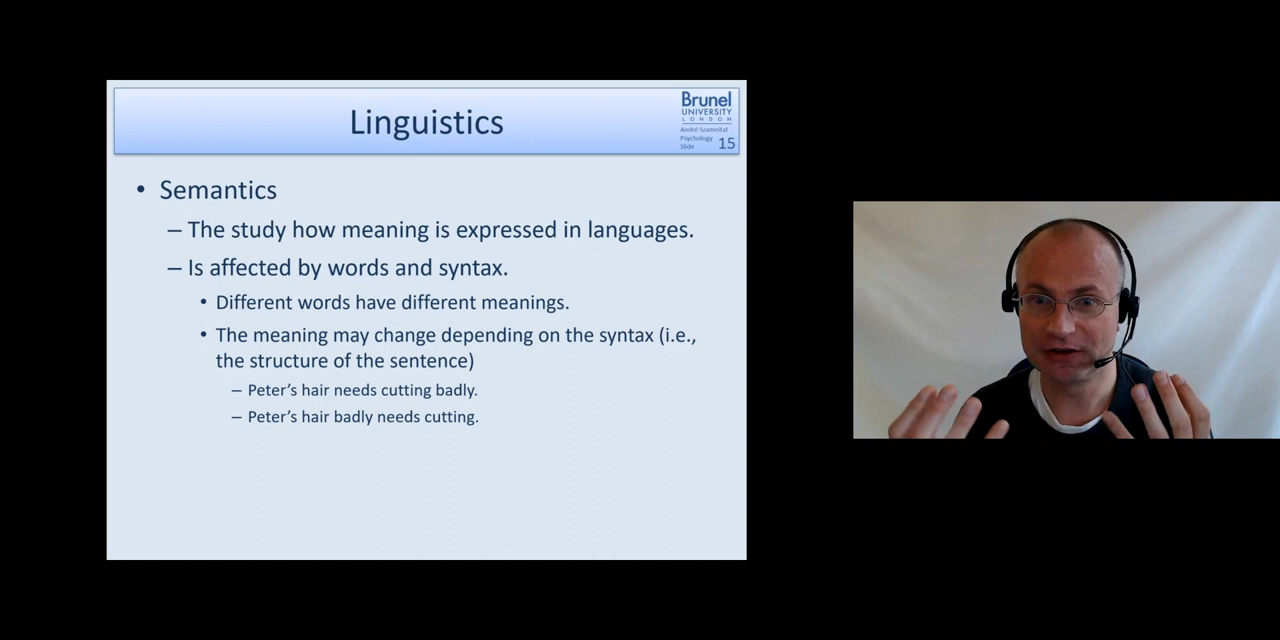 Linguistics
Brunel
UNIVERSITY
LONDON
André Szameitat
Psychology
Slide 15
• Semantics
– The study how meaning is expressed in languages.
– Is affected by words and syntax.
• Different words have different meanings.
• The meaning may change depending on the syntax (i.e.,
the structure of the sentence)
– Peter’s hair needs cutting badly.
– Peter’s hair badly needs cutting.